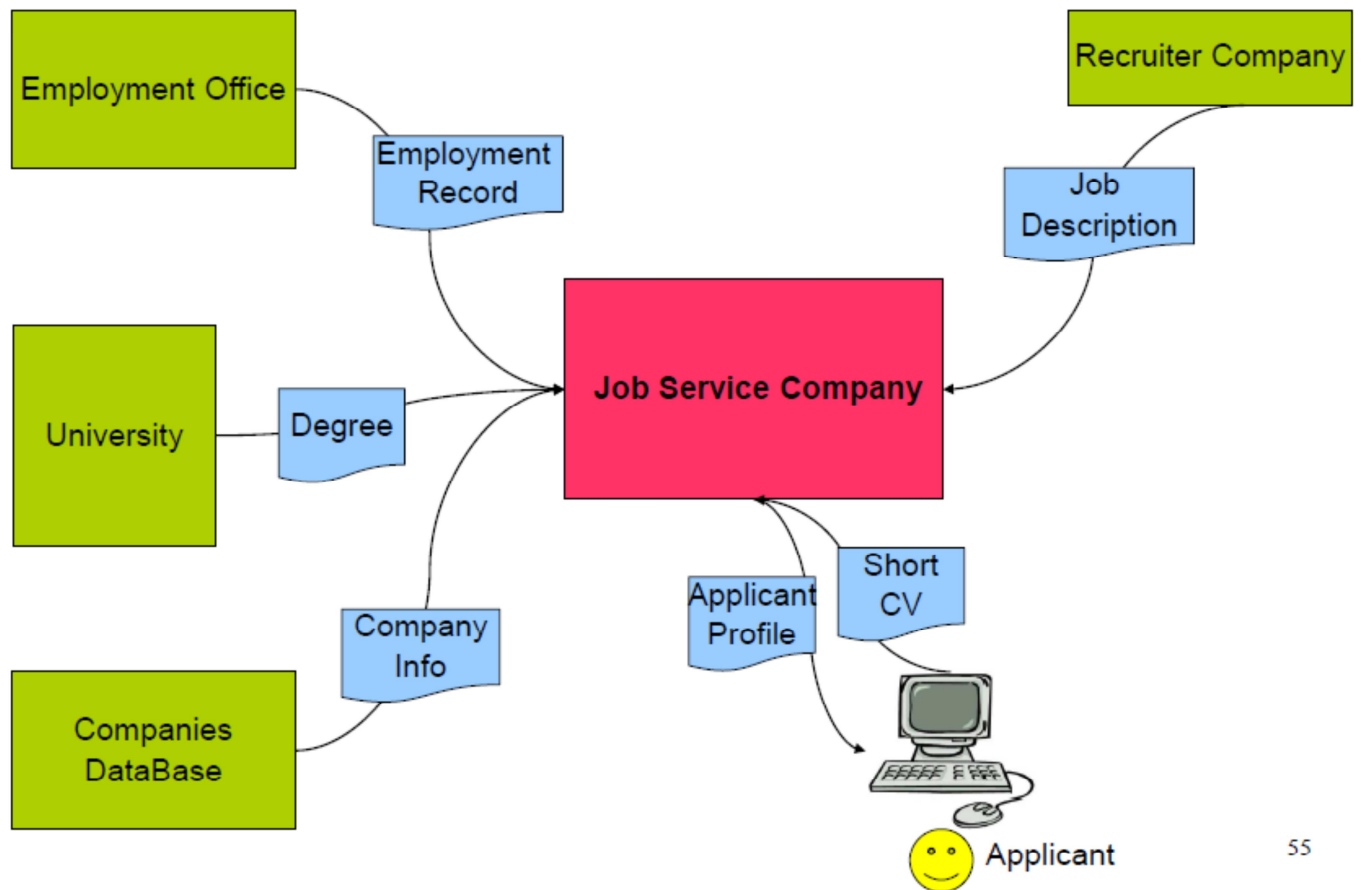 Employment Office
Recruiter Company
Employment
Record
Job
Description
Job Service Company
University
Degree
Short
CV
Applicant
Profile
Company
Info
Companies
DataBase
Applicant
55